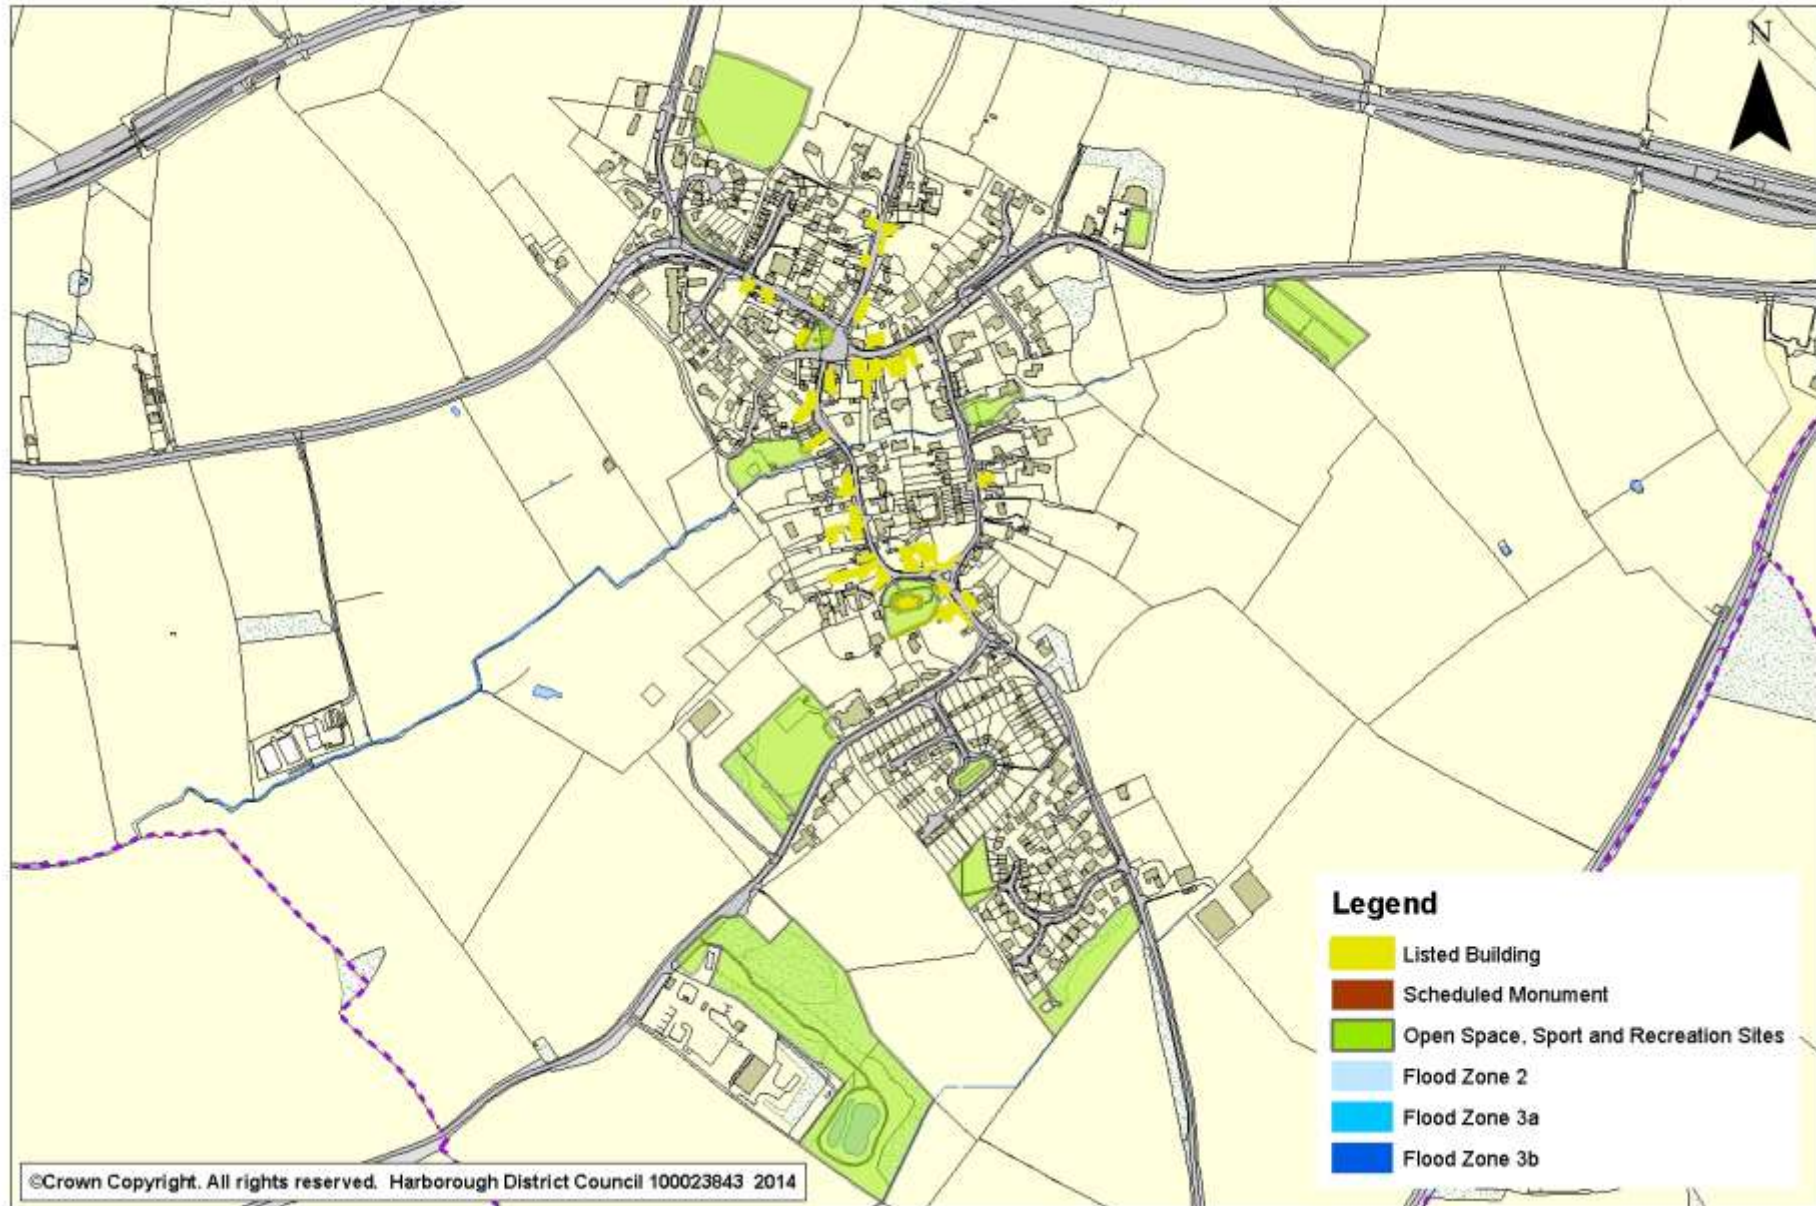 N
Legend
Listed Building
Scheduled Monument
Open Space, Sport and Recreation Sites
Flood Zone 2
Flood Zone 3a
Flood Zone 3b
©Crown Copyright. All rights reserved. Harborough District Council 100023843 2014